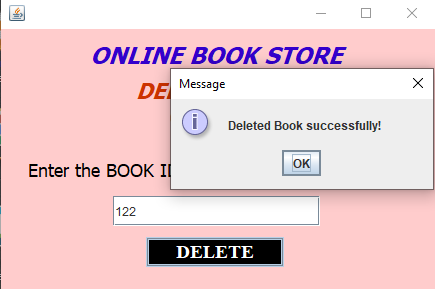 ONLINE BOOK STORE
Message
Deleted Book successfully!
OK
Enter the BOOK
122
DELETE